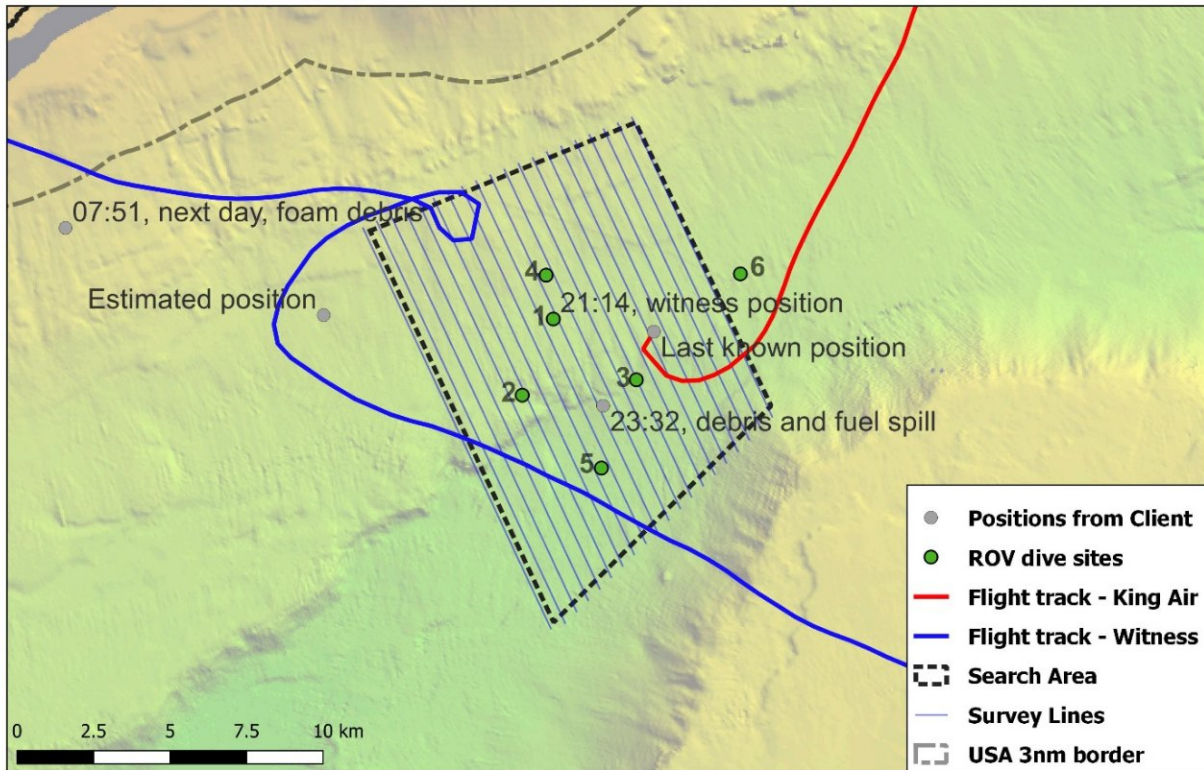 07:51, next day, foam debris
4
6
Estimated position
1
21:14, witness position
Last known position
3
2
23:32, debris and fuel spill
5
Positions from Client
ROV dive sites
Flight track - King Air
Flight track - Witness
Search Area
Survey Lines
USA 3nm border
0 2.5 5 7.5 10 km